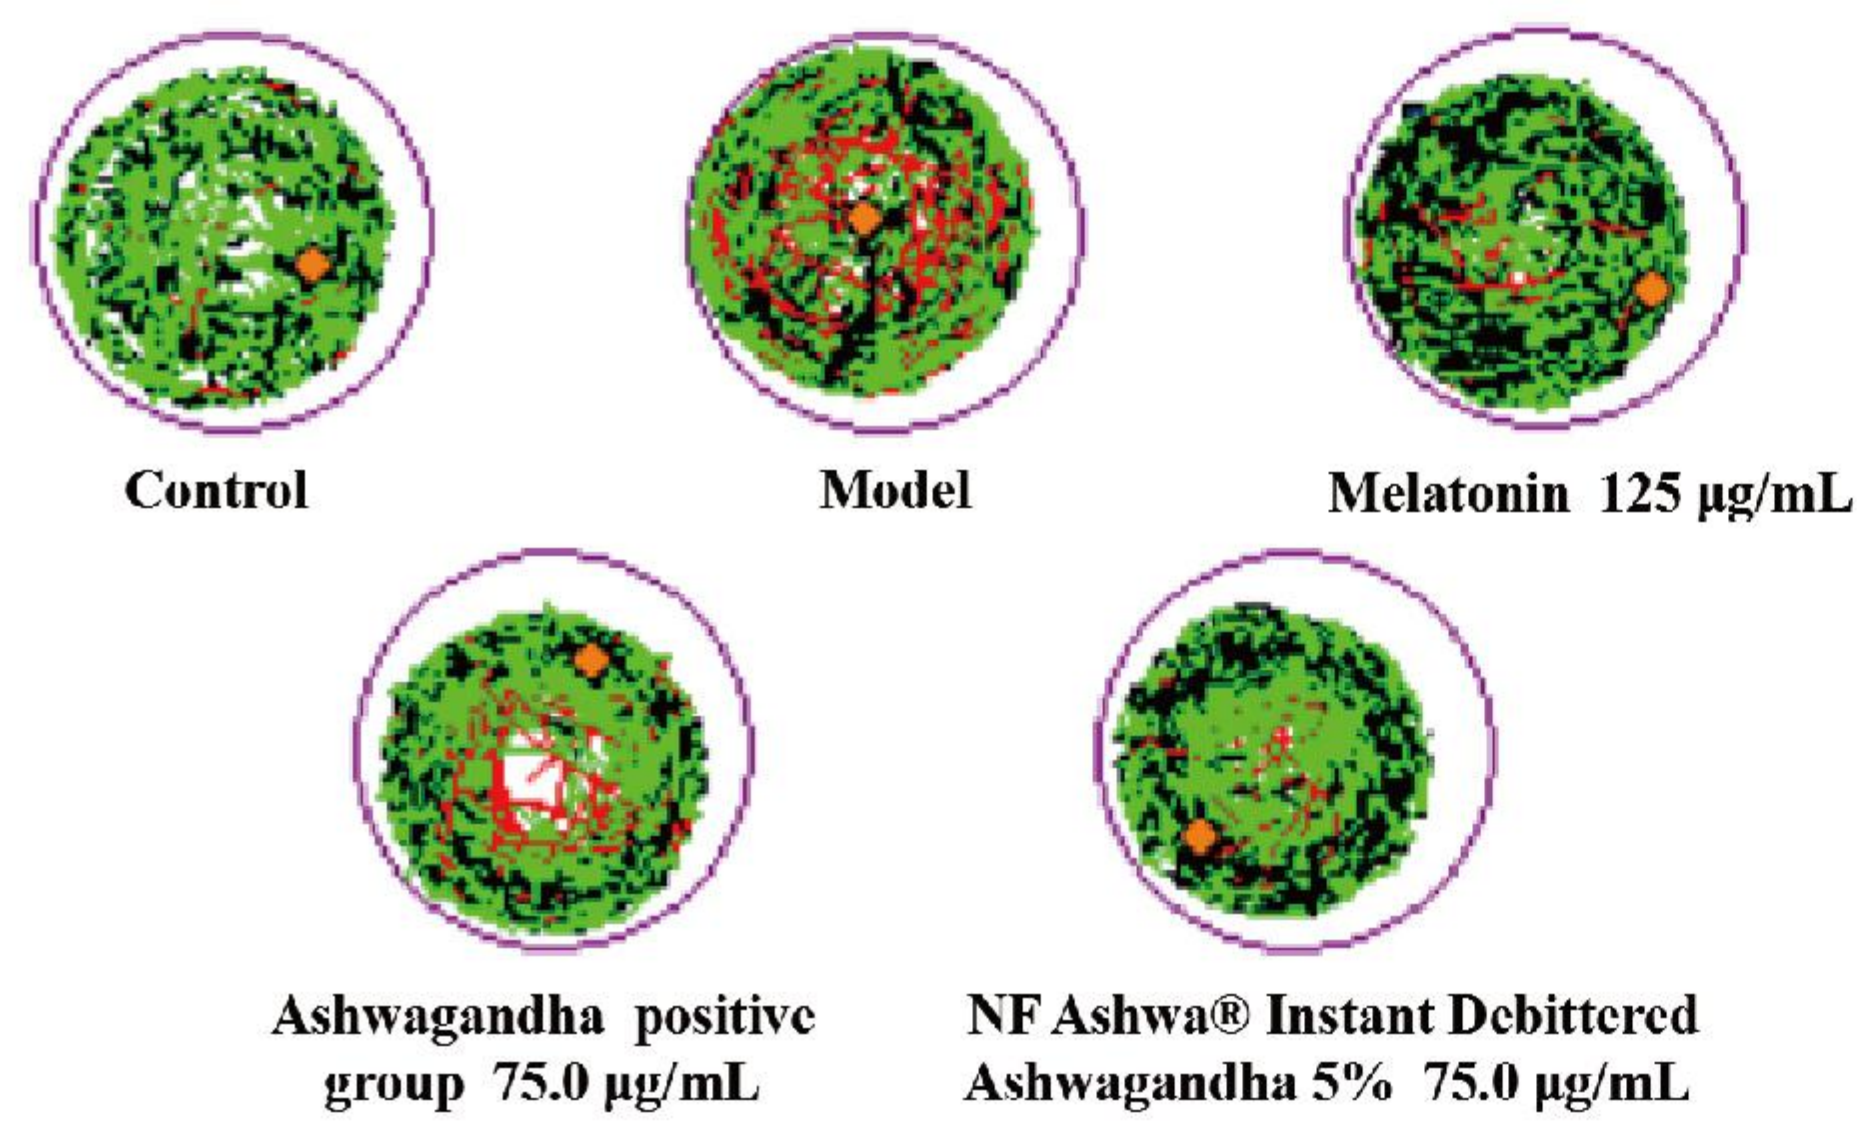 Control
Model
Melatonin 125 μg/mL
Ashwagandha positive
group 75.0 μg/mL
NF Ashwa® Instant Debittered
Ashwagandha 5% 75.0 μg/mL